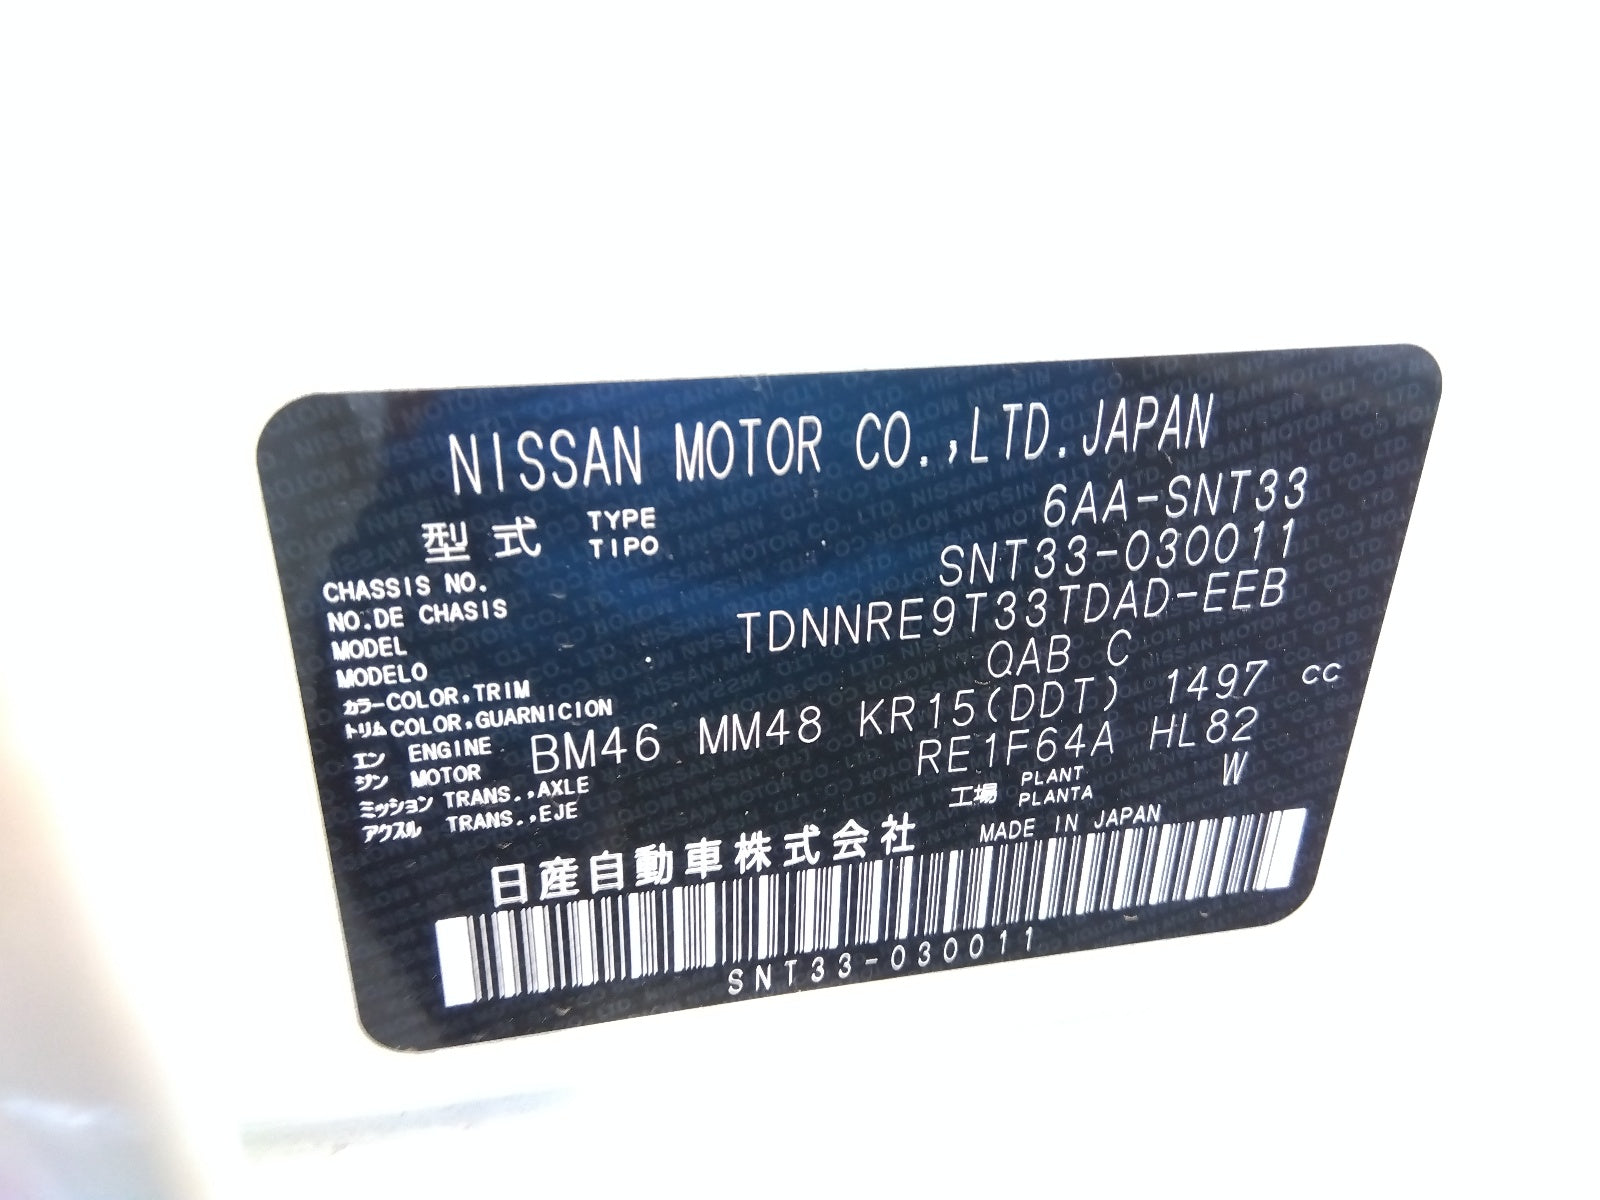 NISSAN MOTOR CO.,LTD.JAPAN
型式 TYPE TIPO 6AA-SNT33
CHASSIS NO. NO.DE CHASIS SNT33-030011
MODEL MODELO TDNNRE9T33TDAD-EEB
カラー COLOR,TRIM トリム COLOR,GUARNICION QAB C
エンジン ENGINE MOTOR BM46 MM48 KR15(DDT) 1497 cc
ミッション TRANS.,AXLE アクスル TRANS.,EJE RE1F64A HL82
工場 PLANT PLANTA W
日産自動車株式会社 MADE IN JAPAN
SNT33-030011